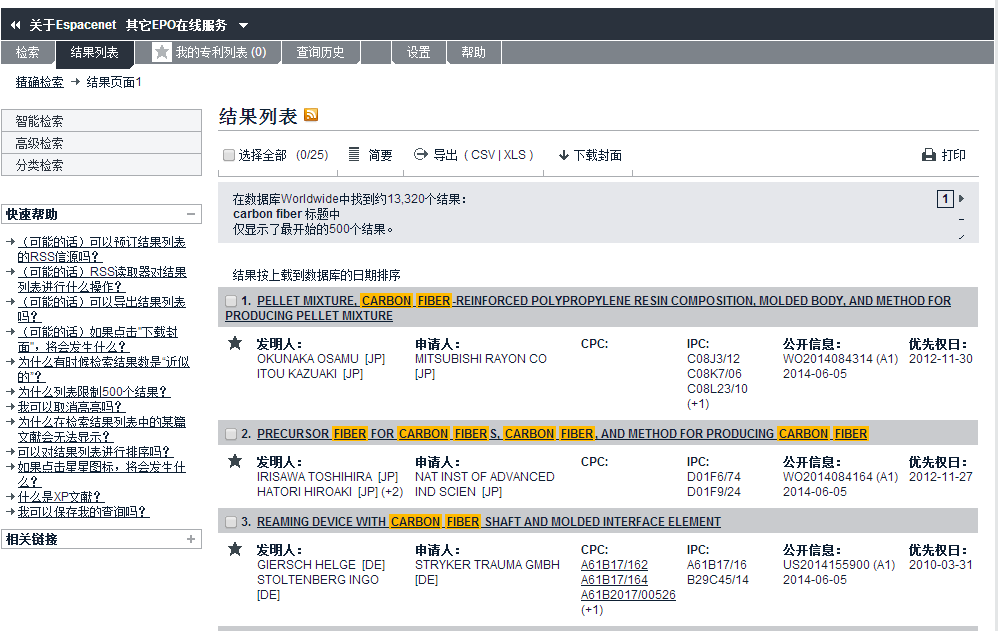 关于Espacenet 其它EPO在线服务
检索 结果列表 我的专利列表 (0) 查询历史 设置 帮助
精确检索 → 结果页面1
智能检索
高级检索
分类检索
快速帮助
→（可能的话）可以预订结果列表
的RSS信源吗？
→（可能的话）RSS读取器对结果
列表进行什么操作？
→（可能的话）可以导出结果列表
吗？
→（可能的话）如果点击"下载封
面"，将会发生什么？
→为什么有时候检索结果数是"近似
的"？
→为什么列表限制500个结果？
→我可以取消高亮吗？
→为什么在检索结果列表中的某篇
文献会无法显示？
→可以对结果列表进行排序吗？
→如果点击星星图标，将会发生什
么？
→什么是XP文献？
→我可以保存我的查询吗？
相关链接
结果列表
选择全部 (0/25) 简要 导出 ( CSV | XLS ) 下载封面 打印
在数据库Worldwide中找到约13,320个结果：
1
carbon fiber 标题中
仅显示了最开始的500个结果。
结果按上载到数据库的日期排序
1. PELLET MIXTURE, CARBON FIBER-REINFORCED POLYPROPYLENE RESIN COMPOSITION, MOLDED BODY, AND METHOD FOR
PRODUCING PELLET MIXTURE
发明人： 申请人： CPC: IPC: 公开信息： 优先权日：
OKUNAKA OSAMU [JP] MITSUBISHI RAYON CO C08J3/12 WO2014084314 (A1) 2012-11-30
ITOU KAZUAKI [JP] [JP] C08K7/06 2014-06-05
C08L23/10
(+1)
2. PRECURSOR FIBER FOR CARBON FIBER S, CARBON FIBER, AND METHOD FOR PRODUCING CARBON FIBER
发明人： 申请人： CPC: IPC: 公开信息： 优先权日：
IRISAWA TOSHIHIRA [JP] NAT INST OF ADVANCED D01F6/74 WO2014084164 (A1) 2012-11-27
HATORI HIROAKI [JP] (+2) IND SCIEN [JP] D01F9/24 2014-06-05
3. REAMING DEVICE WITH CARBON FIBER SHAFT AND MOLDED INTERFACE ELEMENT
发明人： 申请人： CPC: IPC: 公开信息： 优先权日：
GIERSCH HELGE [DE] STRYKER TRAUMA GMBH A61B17/162 A61B17/16 US2014155900 (A1) 2010-03-31
STOLTENBERG INGO [DE] A61B17/164 B29C45/14 2014-06-05
[DE] A61B2017/00526
(+1)